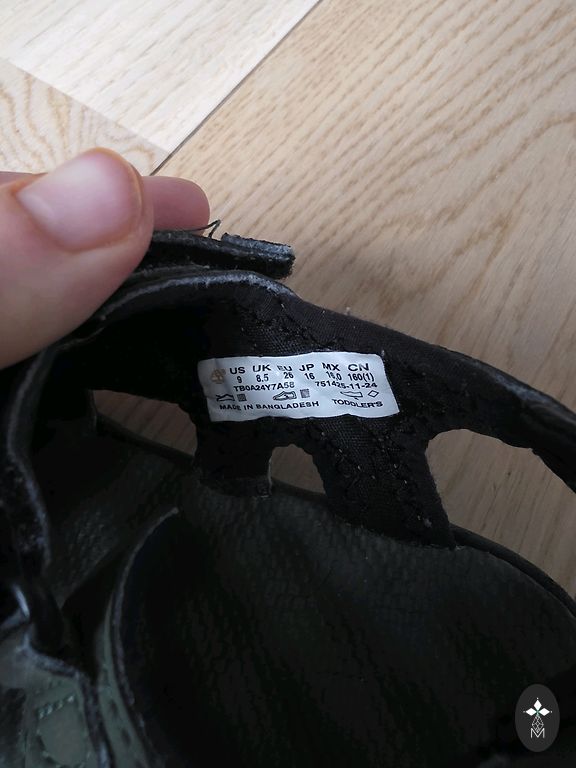 US UK EU JP MX CN
9 8.5 26 16 16.0 160(1)
TB0A24Y7A58 751425-11-24
MADE IN BANGLADESH TODDLER'S
M